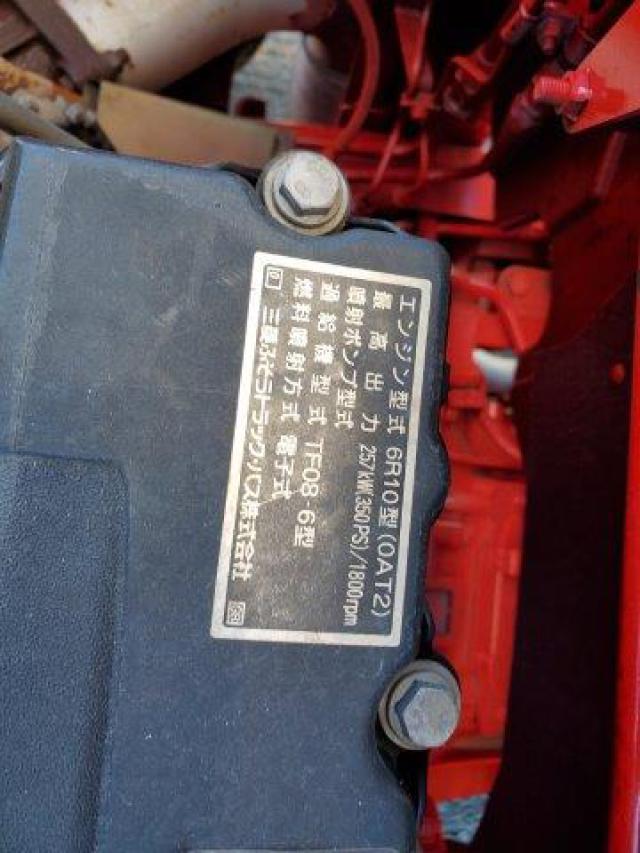 エンジン型式 6R10型(0AT2)
最高出力 257kW(350PS)/1800rpm
噴射ポンプ型式
過給機型式 TF08-6型
燃料噴射方式 電子式
三菱ふそうトラック・バス株式会社